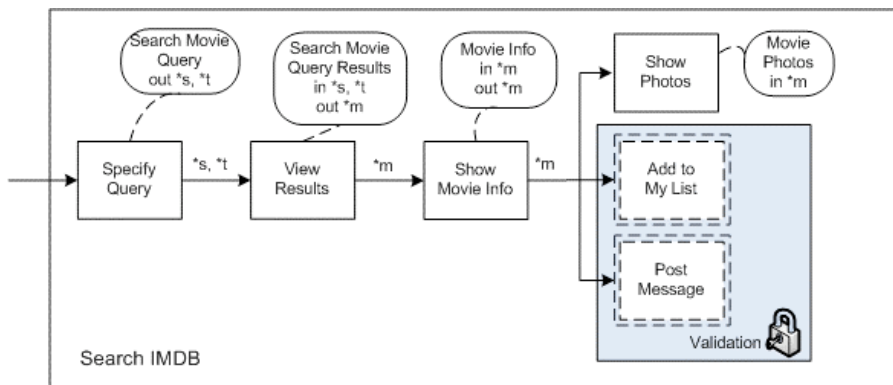 Search Movie
Query
out *s, *t
Search Movie
Query Results
in *s, *t
out *m
Movie Info
in *m
out *m
Show
Photos
Movie
Photos
in *m
Specify
Query
*s, *t
View
Results
*m
Show
Movie Info
*m
Add to
My List
Post
Message
Validation
Search IMDB